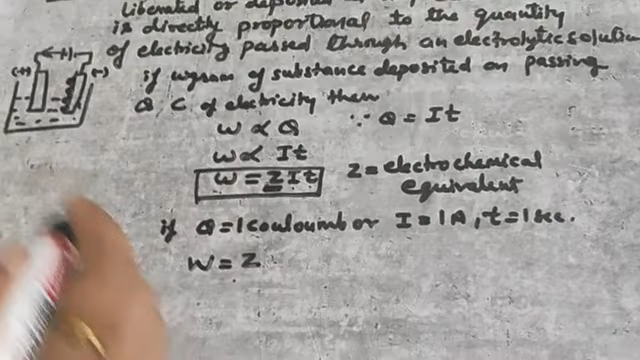 liberated or deposited
is directly proportional to the quantity
of electricity passed through an electrolytic solution
if w gram of substance deposited on passing
Q C of electricity then
w ∝ Q ∵ Q = It
w ∝ It
w = ZIt Z = electrochemical
equivalent
if Q = 1 couloumb or I = 1A, t = 1 sec.
W = Z
(+) (-)